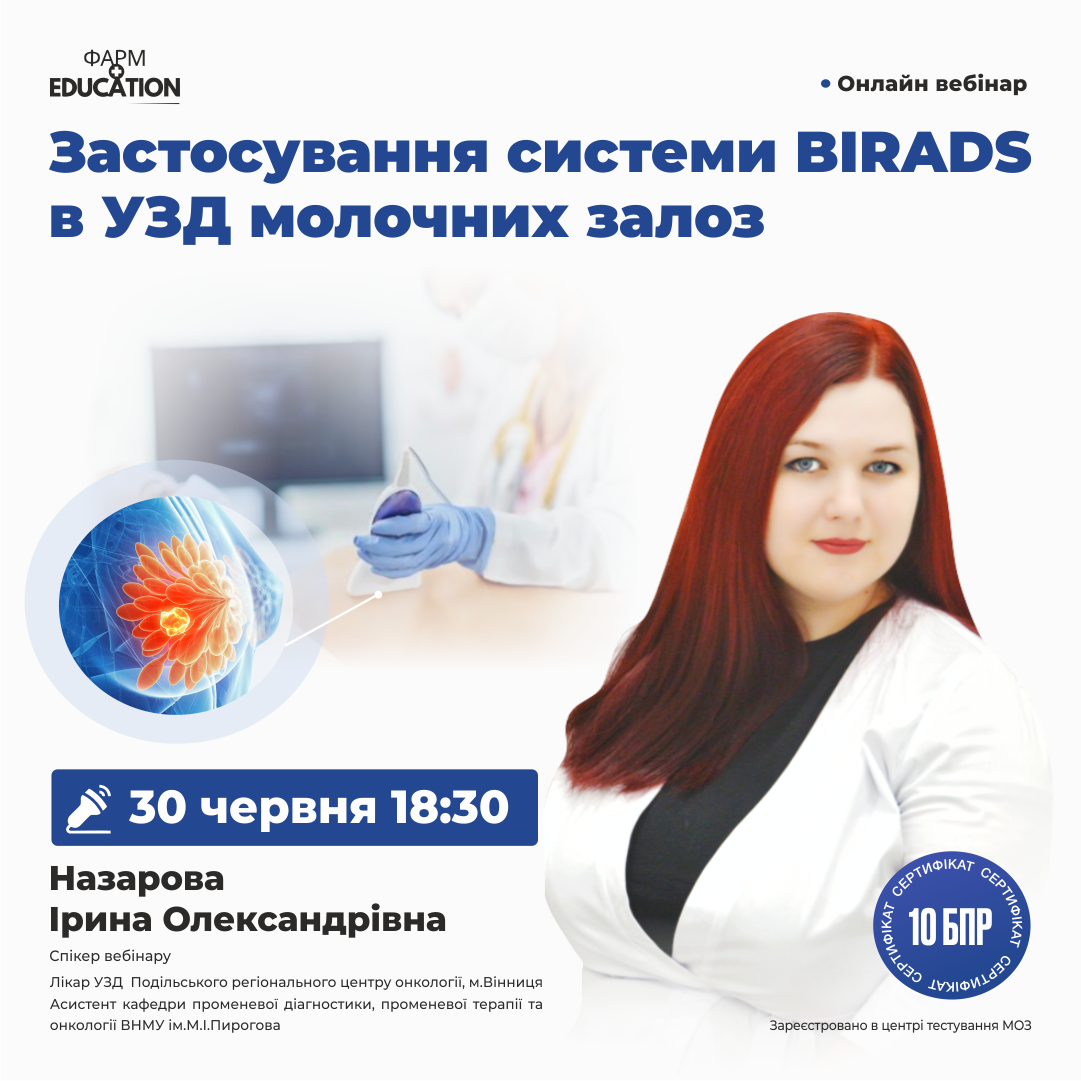 ФАРМ
EDUCATION
Онлайн вебінар
Застосування системи BIRADS
в УЗД молочних залоз
30 червня 18:30
Назарова
Ірина Олександрівна
Спікер вебінару
Лікар УЗД Подільського регіонального центру онкології, м.Вінниця
Асистент кафедри променевої діагностики, променевої терапії та
онкології ВНМУ ім.М.І.Пирогова
СЕРТИФІКАТ СЕРТИФІКАТ СЕРТИФІКАТ СЕРТИФІКАТ
10 БПР
Зареєстровано в центрі тестування МОЗ